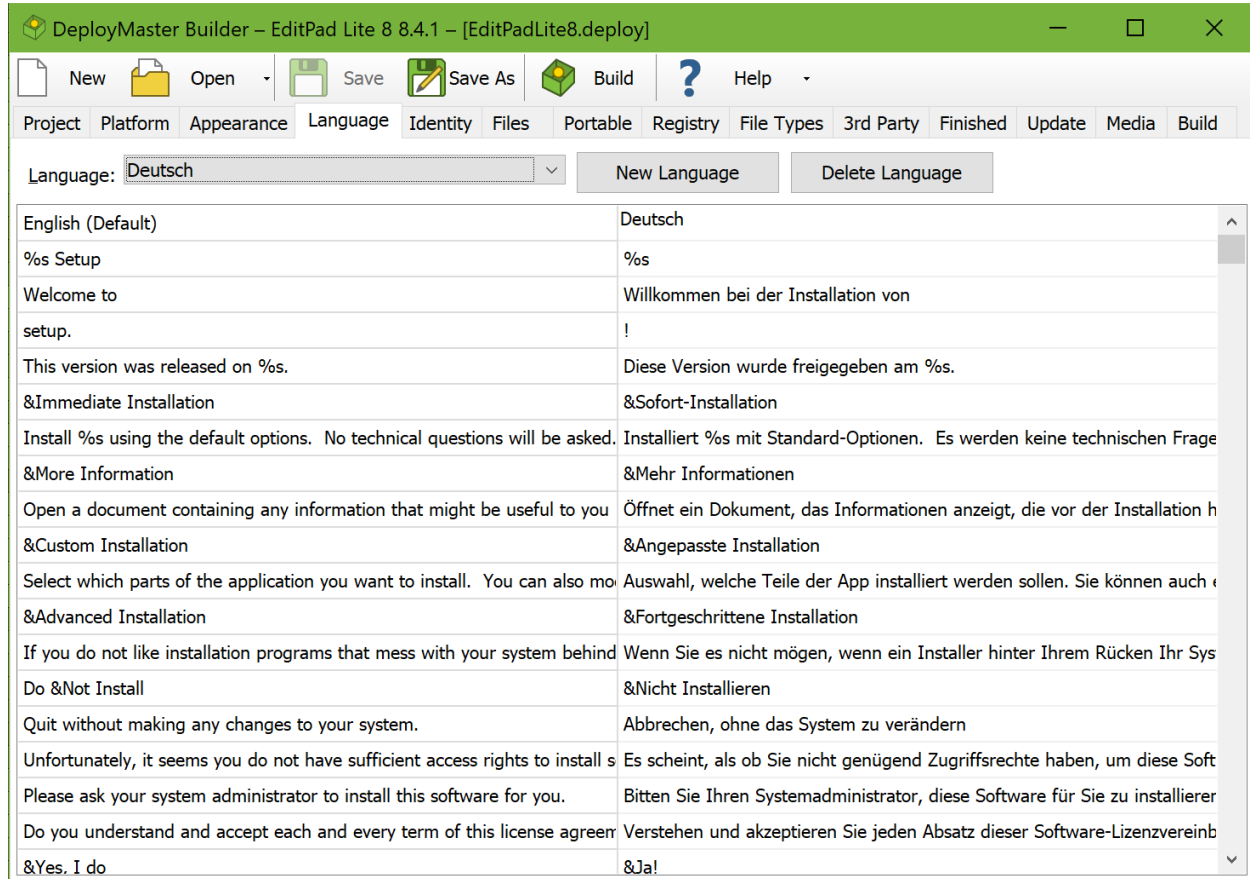 DeployMaster Builder – EditPad Lite 8 8.4.1 – [EditPadLite8.deploy]
New Open Save Save As Build ? Help
Project Platform Appearance Language Identity Files Portable Registry File Types 3rd Party Finished Update Media Build
Language: Deutsch New Language Delete Language
English (Default) Deutsch
%s Setup %s
Welcome to Willkommen bei der Installation von
setup. !
This version was released on %s. Diese Version wurde freigegeben am %s.
&Immediate Installation &Sofort-Installation
Install %s using the default options.  No technical questions will be asked. Installiert %s mit Standard-Optionen.  Es werden keine technischen Frage
&More Information &Mehr Informationen
Open a document containing any information that might be useful to you Öffnet ein Dokument, das Informationen anzeigt, die vor der Installation h
&Custom Installation &Angepasste Installation
Select which parts of the application you want to install.  You can also mo Auswahl, welche Teile der App installiert werden sollen. Sie können auch e
&Advanced Installation &Fortgeschrittene Installation
If you do not like installation programs that mess with your system behind Wenn Sie es nicht mögen, wenn ein Installer hinter Ihrem Rücken Ihr Sys
Do &Not Install &Nicht Installieren
Quit without making any changes to your system. Abbrechen, ohne das System zu verändern
Unfortunately, it seems you do not have sufficient access rights to install s Es scheint, als ob Sie nicht genügend Zugriffsrechte haben, um diese Soft
Please ask your system administrator to install this software for you. Bitten Sie Ihren Systemadministrator, diese Software für Sie zu installieren
Do you understand and accept each and every term of this license agreem Verstehen und akzeptieren Sie jeden Absatz dieser Software-Lizenzvereinb
&Yes, I do &Ja!